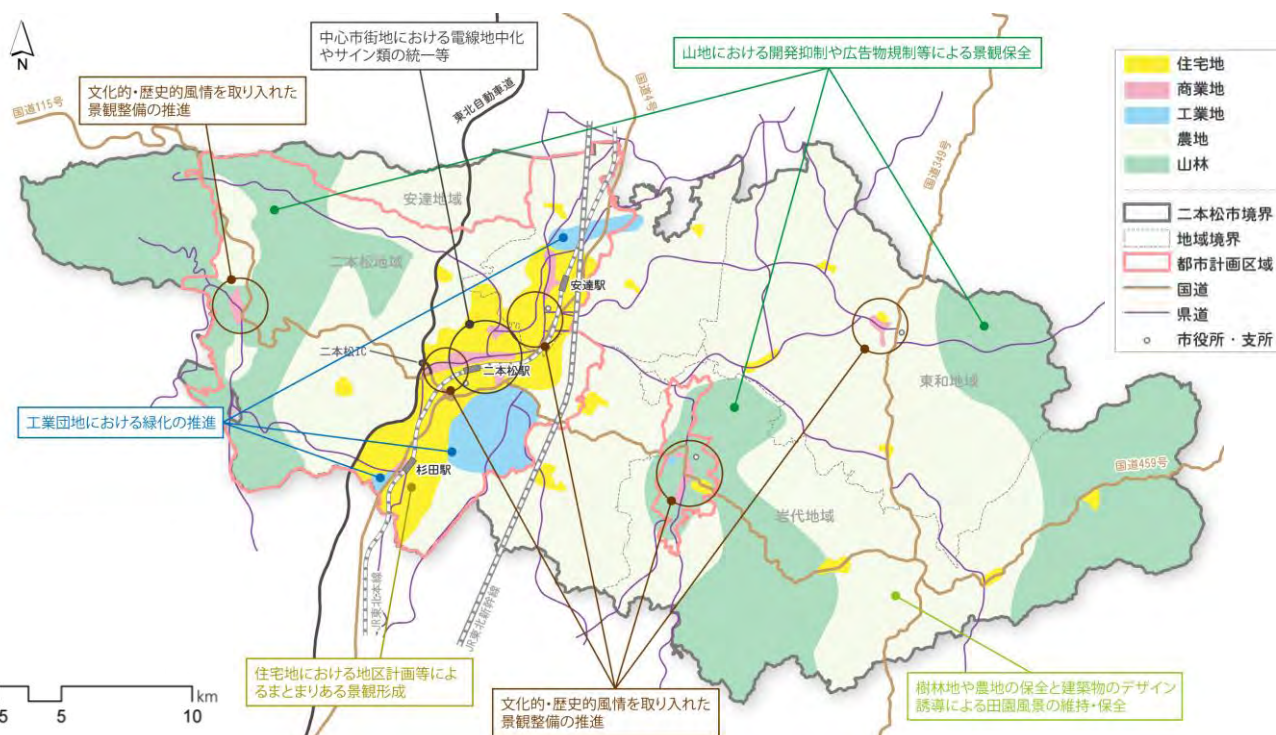 N
中心市街地における電線地中化
やサイン類の統一等
山地における開発抑制や広告物規制等による景観保全
文化的・歴史的風情を取り入れた
景観整備の推進
国道115号
東北自動車道
国道4号
国道349号
住宅地
商業地
工業地
農地
山林
二本松市境界
地域境界
都市計画区域
国道
県道
市役所・支所
安達地域
二本松地域
安達駅
二本松IC
二本松駅
東和地域
工業団地における緑化の推進
杉田駅
国道459号
岩代地域
JR東北本線
JR東北新幹線
住宅地における地区計画等によ
るまとまりある景観形成
文化的・歴史的風情を取り入れた
景観整備の推進
樹林地や農地の保全と建築物のデザイン
誘導による田園風景の維持・保全
km
5
10